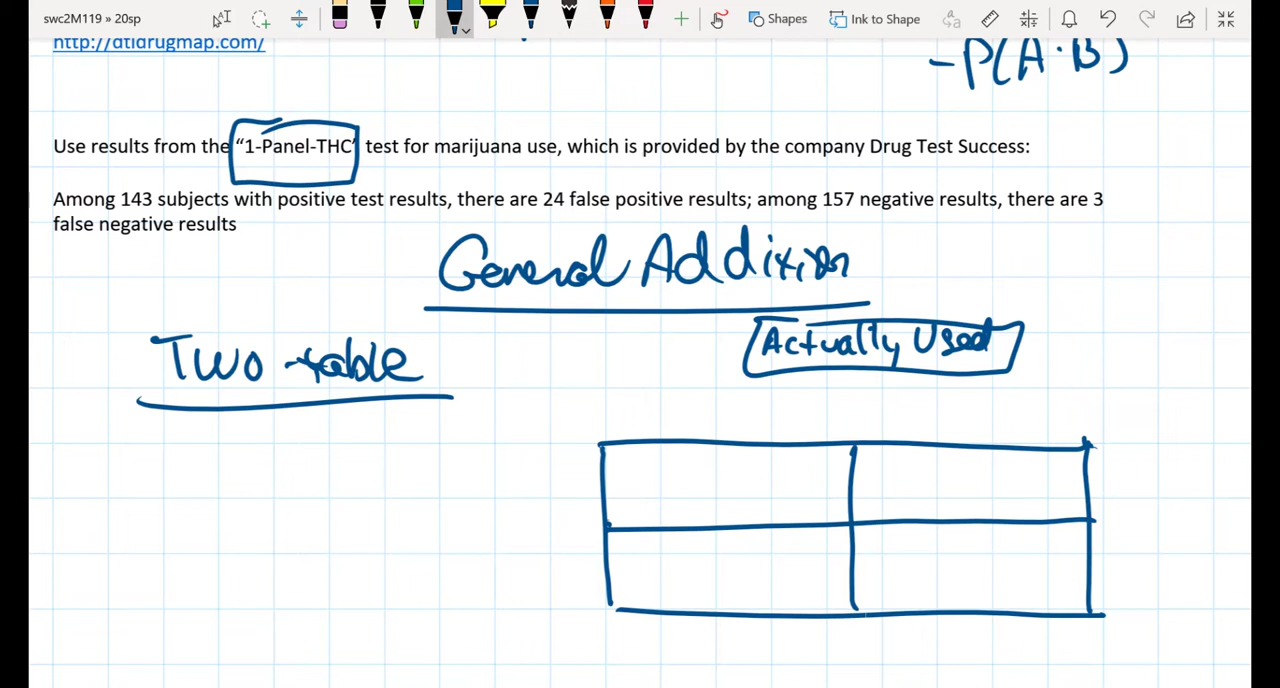 swc2M119 » 20sp
Shapes
Ink to Shape
http://dtldrugmap.com/
- P(A · B)
Use results from the "1-Panel-THC" test for marijuana use, which is provided by the company Drug Test Success:
Among 143 subjects with positive test results, there are 24 false positive results; among 157 negative results, there are 3
false negative results
General Addition
Actually Used
Two table